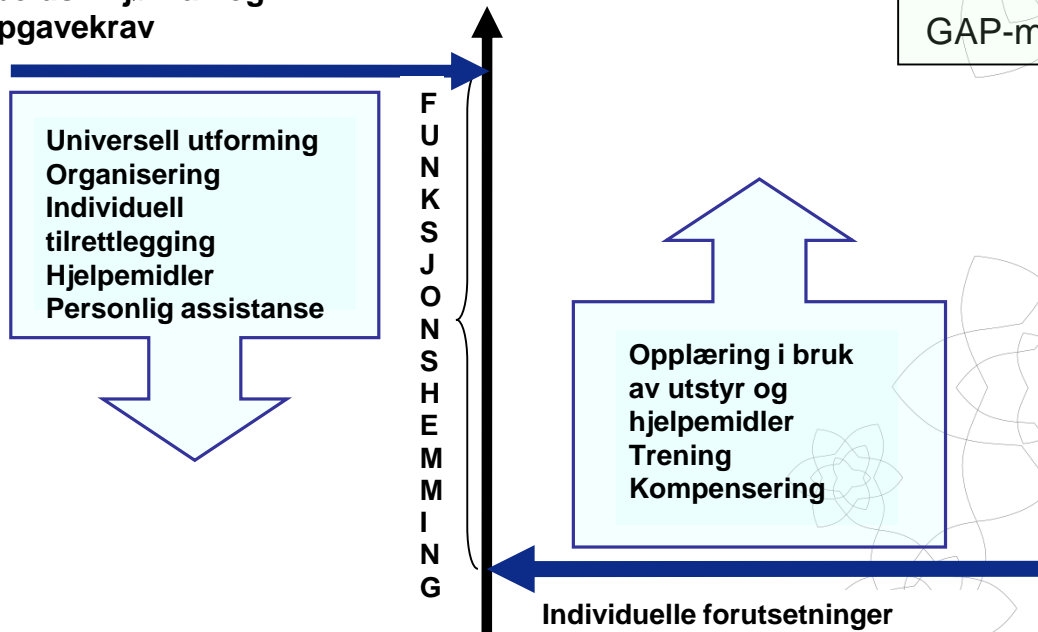 pgavekrav
GAP-m
FUNKSJONSHEMMING
Universell utforming
Organisering
Individuell
tilrettlegging
Hjelpemidler
Personlig assistanse
Opplæring i bruk
av utstyr og
hjelpemidler
Trening
Kompensering
Individuelle forutsetninger